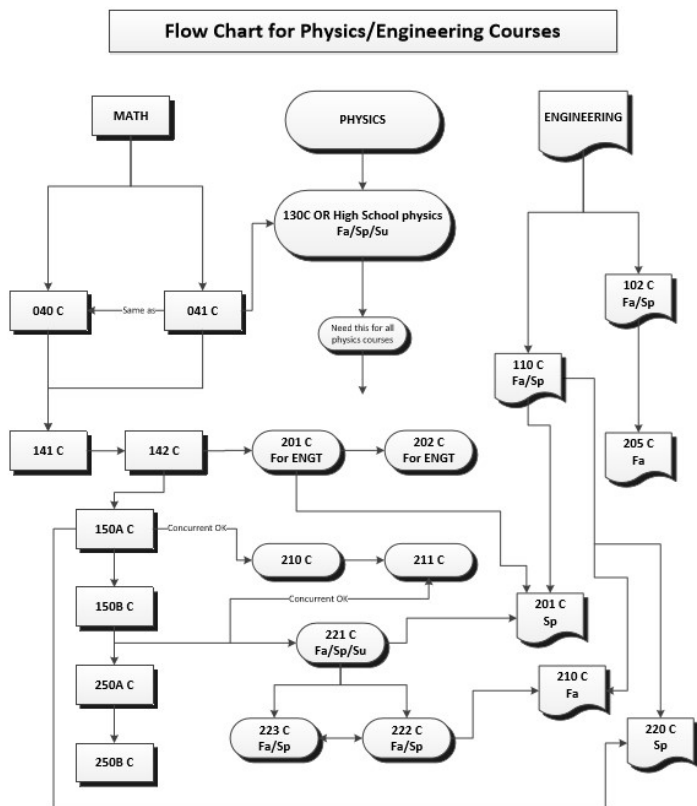 Flow Chart for Physics/Engineering Courses
MATH
PHYSICS
ENGINEERING
130C OR High School physics
Fa/Sp/Su
040 C
Same as
041 C
102 C
Fa/Sp
Need this for all
physics courses
110 C
Fa/Sp
141 C
142 C
201 C
For ENGT
202 C
For ENGT
205 C
Fa
150A C
Concurrent OK
210 C
211 C
150B C
Concurrent OK
201 C
Sp
221 C
Fa/Sp/Su
250A C
210 C
Fa
223 C
Fa/Sp
222 C
Fa/Sp
220 C
Sp
250B C